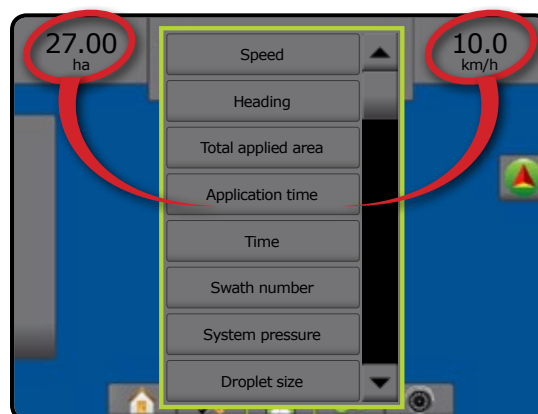 27.00
ha
10.0
km/h
Speed
Heading
Total applied area
Application time
Time
Swath number
System pressure
Droplet size